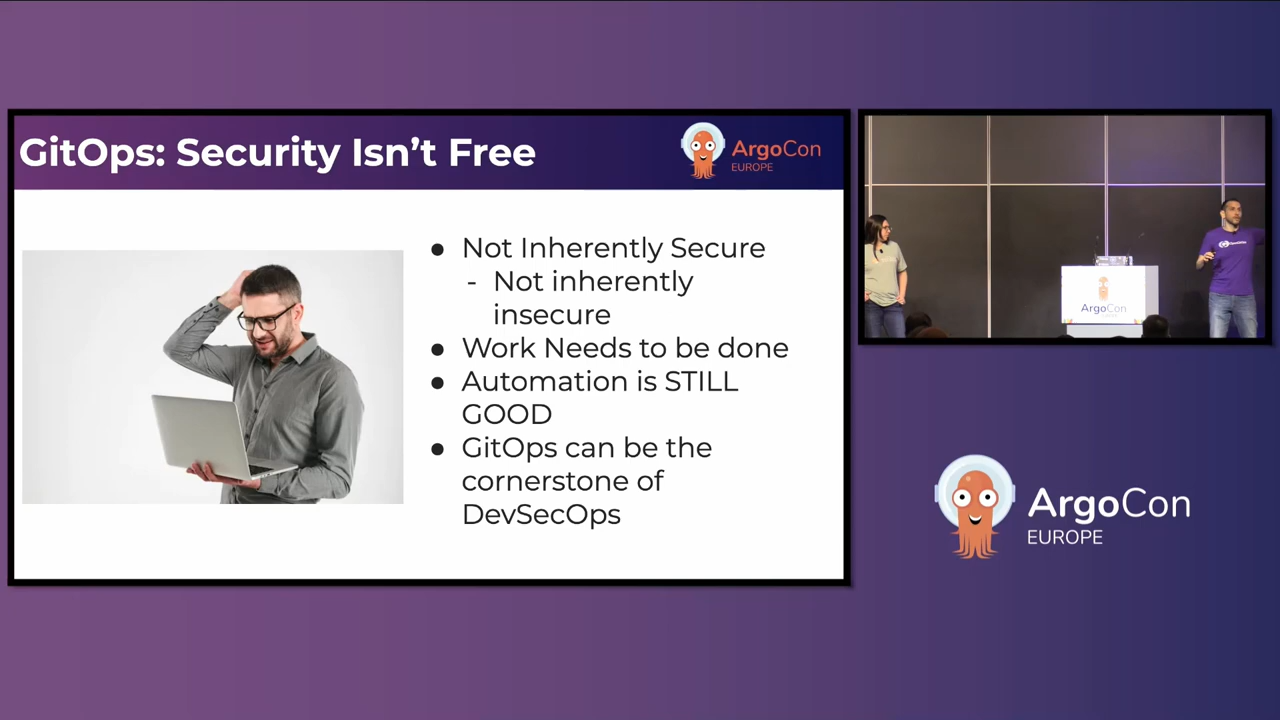 GitOps: Security Isn't Free
ArgoCon
EUROPE
● Not Inherently Secure
- Not inherently
insecure
● Work Needs to be done
● Automation is STILL
GOOD
● GitOps can be the
cornerstone of
DevSecOps
ArgoCon
ArgoCon
EUROPE